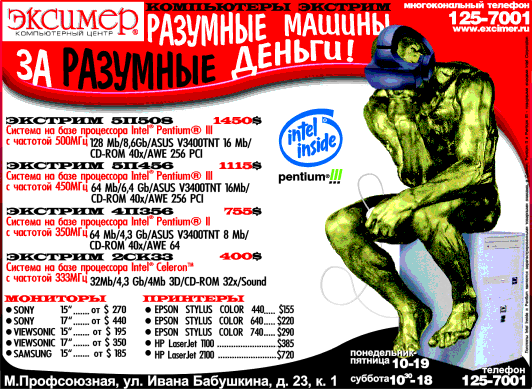 эксимер®
КОМПЬЮТЕРНЫЙ ЦЕНТР
КОМПЬЮТЕРЫ ЭКСТРИМ
многоканальный телефон
125-7001
www.excimer.ru
РАЗУМНЫЕ МАШИНЫ
ЗА РАЗУМНЫЕ ДЕНЬГИ!
ЭКСТРИМ 5П508 1450$
Система на базе процессора Intel® Pentium® III
с частотой 500МГц 128 Mb/8,6Gb/ASUS V3400TNT 16 Mb/
CD-ROM 40x/AWE 256 PCI
ЭКСТРИМ 5П456 1115$
Система на базе процессора Intel® Pentium® III
с частотой 450МГц 64 Mb/6,4 Gb/ASUS V3400TNT 16Mb/
CD-ROM 40x/AWE 256 PCI
ЭКСТРИМ 4П356 755$
Система на базе процессора Intel® Pentium® II
с частотой 350МГц 64 Mb/4,3 Gb/ASUS V3400TNT 8 Mb/
CD-ROM 40x/AWE 64
ЭКСТРИМ 2СК33 400$
Система на базе процессора Intel® Celeron™
с частотой 333МГц 32Mb/4,3 Gb/4Mb 3D/CD-ROM 32x/Sound
intel
inside
pentium® III
МОНИТОРЫ
● SONY 15" ....... от $ 270
● SONY 17" ....... от $ 440
● VIEWSONIC 15" ..... от $ 195
● VIEWSONIC 17" ..... от $ 350
● SAMSUNG 15" ..... от $ 185
ПРИНТЕРЫ
● EPSON STYLUS COLOR 440 ..... $155
● EPSON STYLUS COLOR 640 ..... $220
● EPSON STYLUS COLOR 740 ..... $290
● HP LaserJet 1100 ................ $385
● HP LaserJet 2100 ................ $720
понедельник-
пятница 10-19
суббота 10³⁰-18
телефон
125-7001
М.Профсоюзная, ул. Ивана Бабушкина, д. 23, к. 1